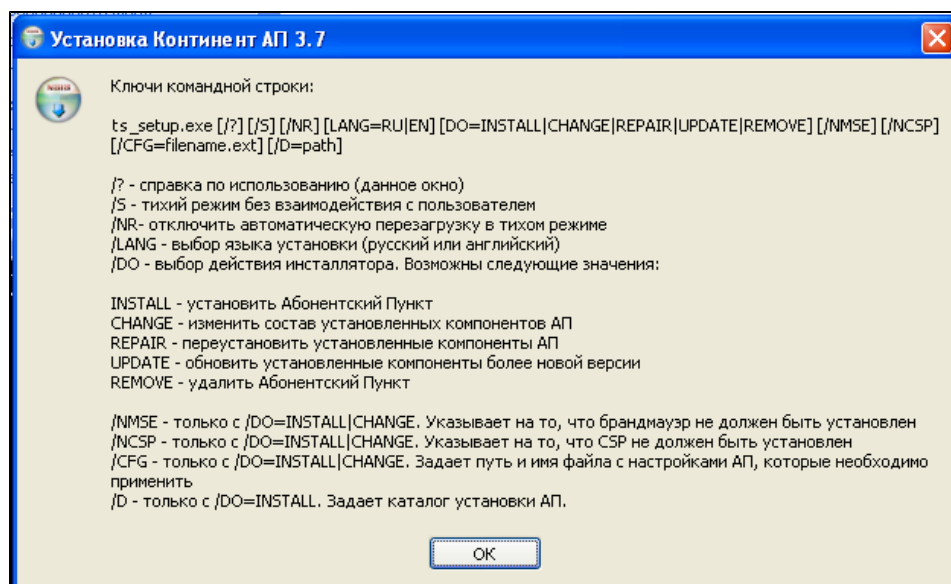 Установка Континент АП 3.7
Ключи командной строки:
ts_setup.exe [/?] [/S] [/NR] [LANG=RU|EN] [DO=INSTALL|CHANGE|REPAIR|UPDATE|REMOVE] [/NMSE] [/NCSP]
[/CFG=filename.ext] [/D=path]
/? - справка по использованию (данное окно)
/S - тихий режим без взаимодействия с пользователем
/NR- отключить автоматическую перезагрузку в тихом режиме
/LANG - выбор языка установки (русский или английский)
/DO - выбор действия инсталлятора. Возможны следующие значения:
INSTALL - установить Абонентский Пункт
CHANGE - изменить состав установленных компонентов АП
REPAIR - переустановить установленные компоненты АП
UPDATE - обновить установленные компоненты более новой версии
REMOVE - удалить Абонентский Пункт
/NMSE - только с /DO=INSTALL|CHANGE. Указывает на то, что брандмауэр не должен быть установлен
/NCSP - только с /DO=INSTALL|CHANGE. Указывает на то, что CSP не должен быть установлен
/CFG - только с /DO=INSTALL|CHANGE. Задает путь и имя файла с настройками АП, которые необходимо
применить
/D - только с /DO=INSTALL. Задает каталог установки АП.
ОК